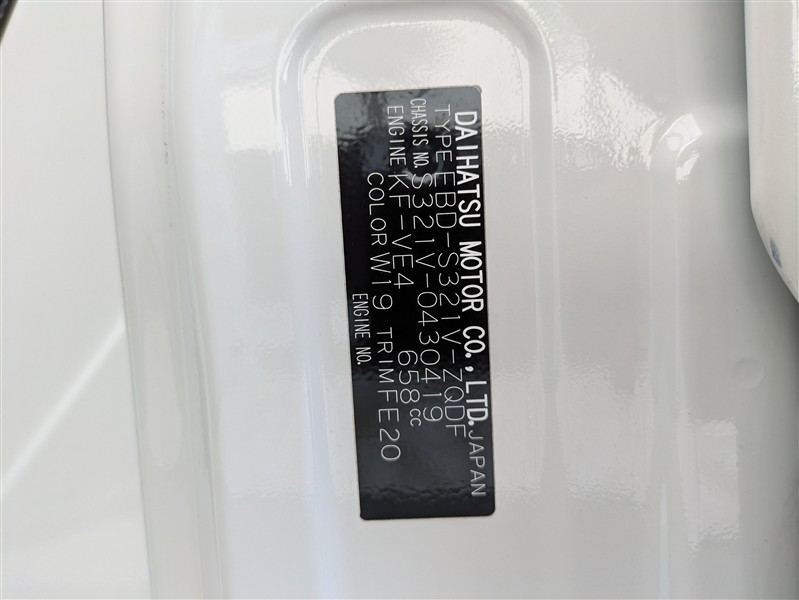 DAIHATSU MOTOR CO.,LTD. JAPAN
TYPE EBD-S321V-ZQDF
CHASSIS NO. S321V-0430419
ENGINE KF-VE4 658cc
COLOR W19 TRIM FE20
ENGINE NO.